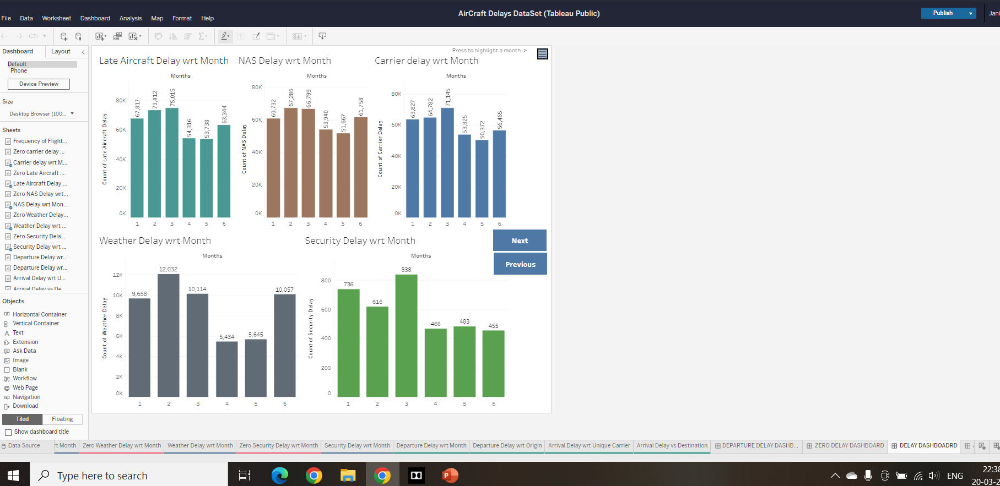 AirCraft Delays DataSet (Tableau Public)
Publish
Jani
File Data Worksheet Dashboard Analysis Map Format Help
Dashboard Layout
Default
Phone
Device Preview
Size
Desktop Browser (100...
Sheets
Frequency of Flight...
Zero carrier delay ...
Carrier delay wrt M...
Zero Late Aircraft ...
Late Aircraft Delay ...
Zero NAS Delay wrt...
NAS Delay wrt Mon...
Zero Weather Delay...
Weather Delay wrt ...
Zero Security Dela...
Security Delay wrt ...
Departure Delay wr...
Departure Delay wr...
Arrival Delay wrt U...
Arrival Delay vs De
Objects
Horizontal Container
Vertical Container
Text
Extension
Ask Data
Image
Blank
Workflow
Web Page
Navigation
Download
Tiled Floating
Show dashboard title
Press to highlight a month ->
Late Aircraft Delay wrt Month
Months
Count of Late Aircraft Delay
80K
60K
40K
20K
0K
67,817
73,412
75,015
54,316
53,738
63,344
1 2 3 4 5 6
NAS Delay wrt Month
Months
Count of NAS Delay
80K
60K
40K
20K
0K
60,732
67,286
66,799
53,940
51,667
61,758
1 2 3 4 5 6
Carrier delay wrt Month
Months
Count of Carrier Delay
80K
60K
40K
20K
0K
63,827
64,782
71,145
53,825
50,372
56,465
1 2 3 4 5 6
Weather Delay wrt Month
Months
Count of Weather Delay
12K
10K
8K
6K
4K
2K
0K
9,658
12,032
10,114
5,434
5,645
10,057
1 2 3 4 5 6
Security Delay wrt Month
Months
Count of Security Delay
800
600
400
200
0
736
616
838
466
483
455
1 2 3 4 5 6
Next
Previous
Data Source
rt Month Zero Weather Delay wrt Month Weather Delay wrt Month Zero Security Delay wrt Month Security Delay wrt Month Departure Delay wrt Month Departure Delay wrt Origin Arrival Delay wrt Unique Carrier Arrival Delay vs Destination DEPARTURE DELAY DASHB... ZERO DELAY DASHBOARD DELAY DASHBOADRD
Type here to search
ENG
22:38
20-03-2